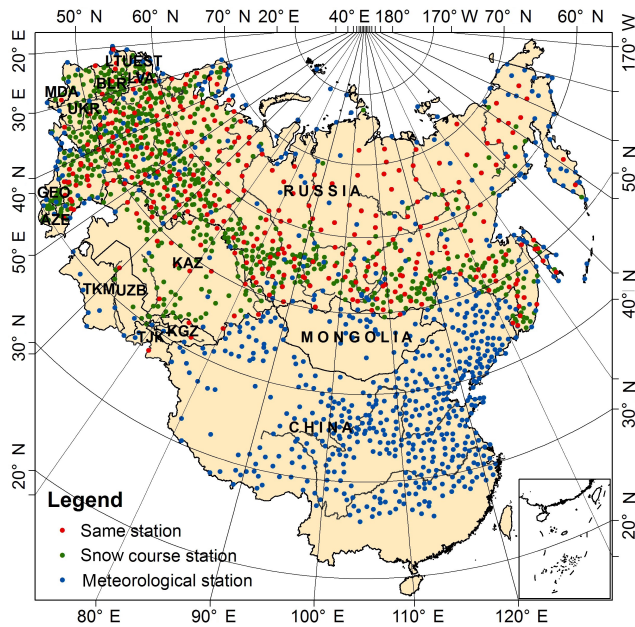 50° N 60° N 70° N 20° E 40° E 180° 170° W 70° N 60° N
20° E
30° E
40° N
40° E
50° E
30° N
20° N
170° W
50° N
40° N
30° N
20° N
LTU EST
LVA
BLR
MDA
UKR
GEO
AZE
RUSSIA
KAZ
TKM UZB
KGZ
TJK
MONGOLIA
CHINA
Legend
Same station
Snow course station
Meteorological station
80° E 90° E 100° E 110° E 120° E